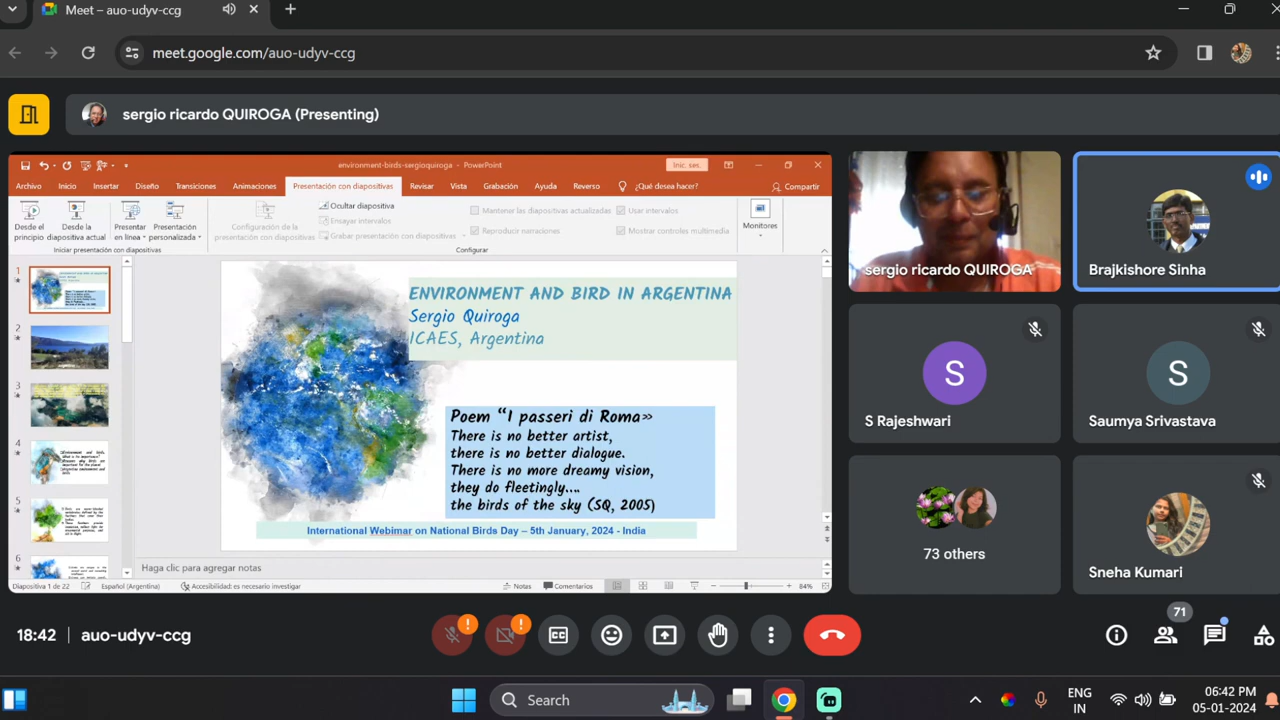 Meet – auo-udyv-ccg
meet.google.com/auo-udyv-ccg
sergio ricardo QUIROGA (Presenting)
environment-birds-sergioquiroga - PowerPoint
Inic. ses.
Archivo Inicio Insertar Diseño Transiciones Animaciones Presentación con diapositivas Revisar Vista Grabación Ayuda Reverso ¿Qué desea hacer? Compartir
Desde el principio
Desde la diapositiva actual
Presentar en línea
Presentación personalizada
Iniciar presentación con diapositivas
Configuración de la presentación con diapositivas
Ocultar diapositiva
Ensayar intervalos
Grabar presentación con diapositivas
Mantener las diapositivas actualizadas
Reproducir narraciones
Usar intervalos
Mostrar controles multimedia
Configurar
Monitores
1
2
3
4
5
6
ENVIRONMENT AND BIRD IN ARGENTINA
Sergio Quiroga
ICAES, Argentina
Poem “I passeri di Roma»
There is no better artist,
there is no better dialogue.
There is no more dreamy vision,
they do fleetingly....
the birds of the sky (SQ, 2005)
International Webimar on National Birds Day – 5th January, 2024 - India
Haga clic para agregar notas
Diapositiva 1 de 22 Español (Argentina) Accesibilidad: es necesario investigar Notas Comentarios 84%
sergio ricardo QUIROGA
S
S Rajeshwari
S
Saumya Srivastava
73 others
Sneha Kumari
18:42 auo-udyv-ccg
71
Search
ENG
IN
06:42 PM
05-01-2024